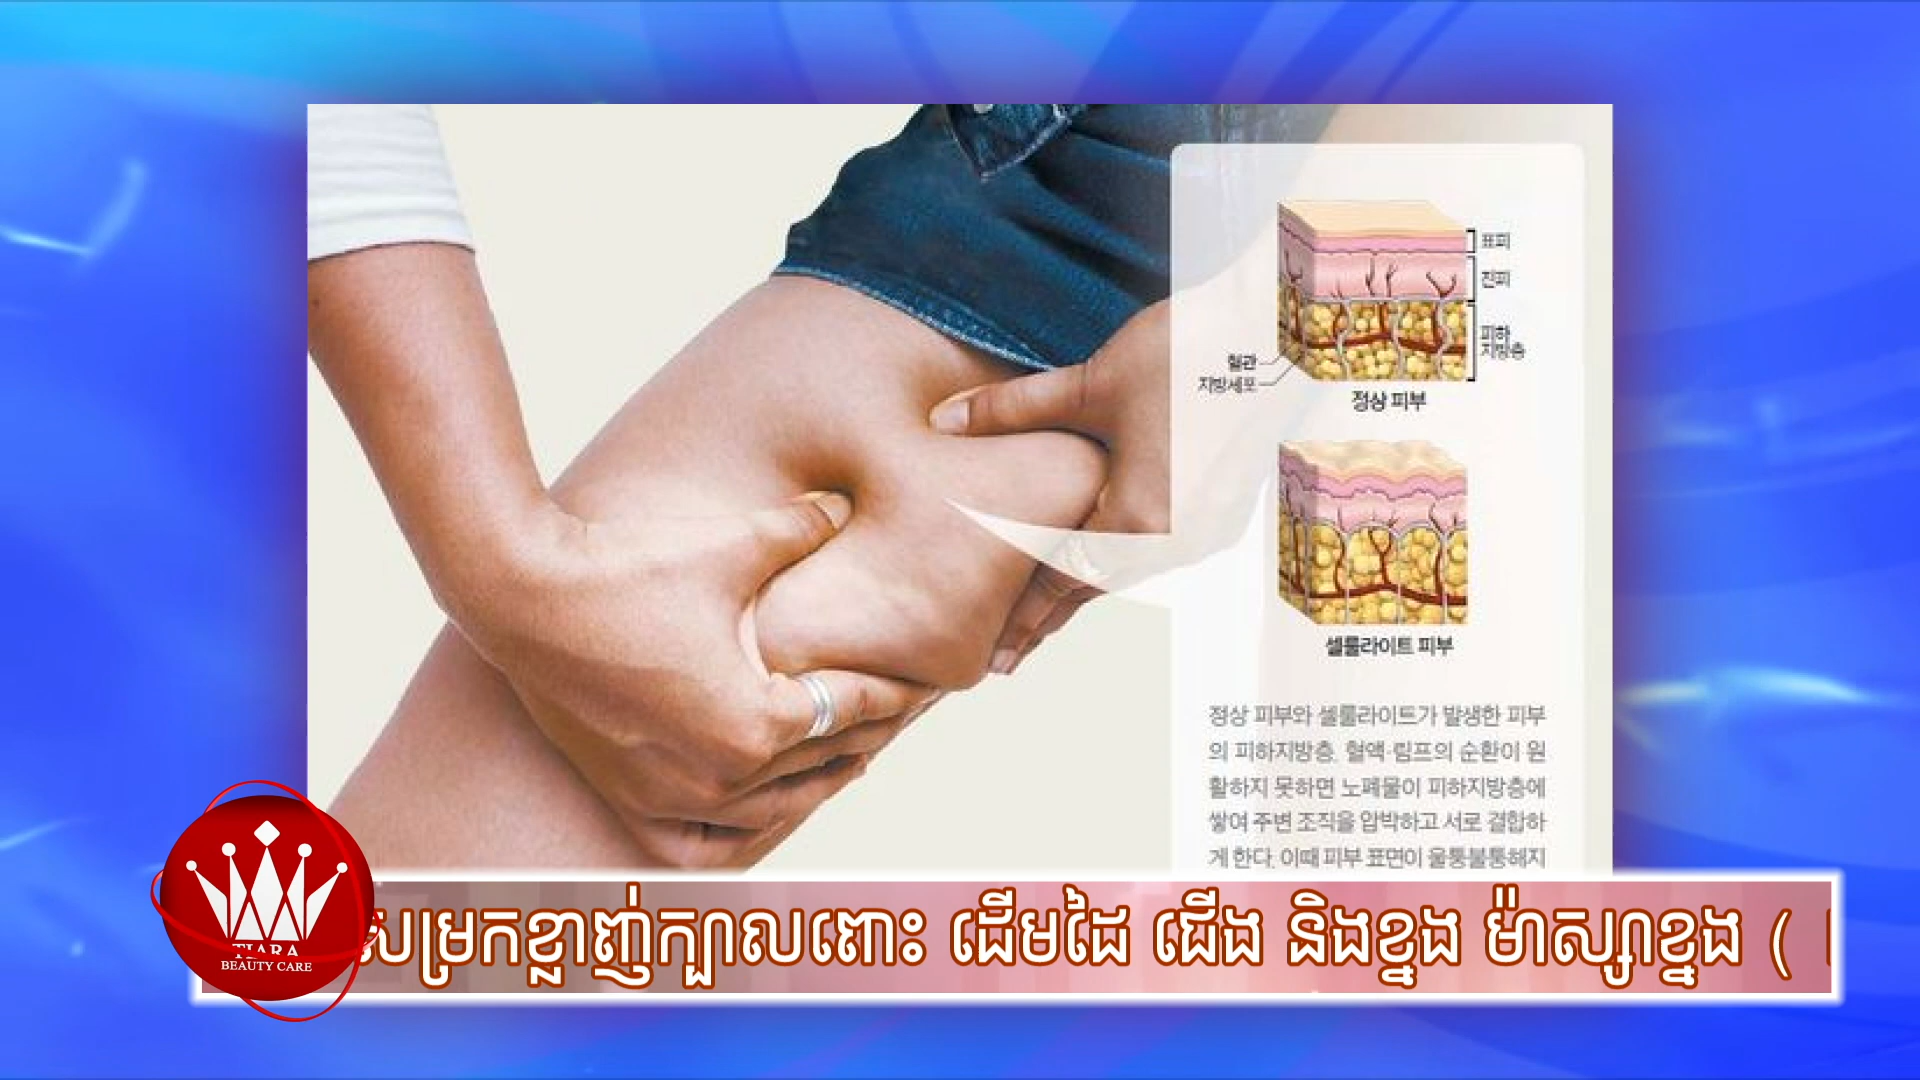 표피
진피
피하
지방층
혈관
지방세포
정상 피부
셀룰라이트 피부
정상 피부와 셀룰라이트가 발생한 피부
의 피하지방층. 혈액·림프의 순환이 원
활하지 못하면 노폐물이 피하지방층에
쌓여 주변 조직을 압박하고 서로 결합하
게 한다. 이때 피부 표면이 울퉁불퉁해지
TIARA
BEAUTY CARE
សម្រកខ្លាញ់ក្បាលពោះ ដើមដៃ ជើង និងខ្នង ម៉ាស្សាខ្នង (